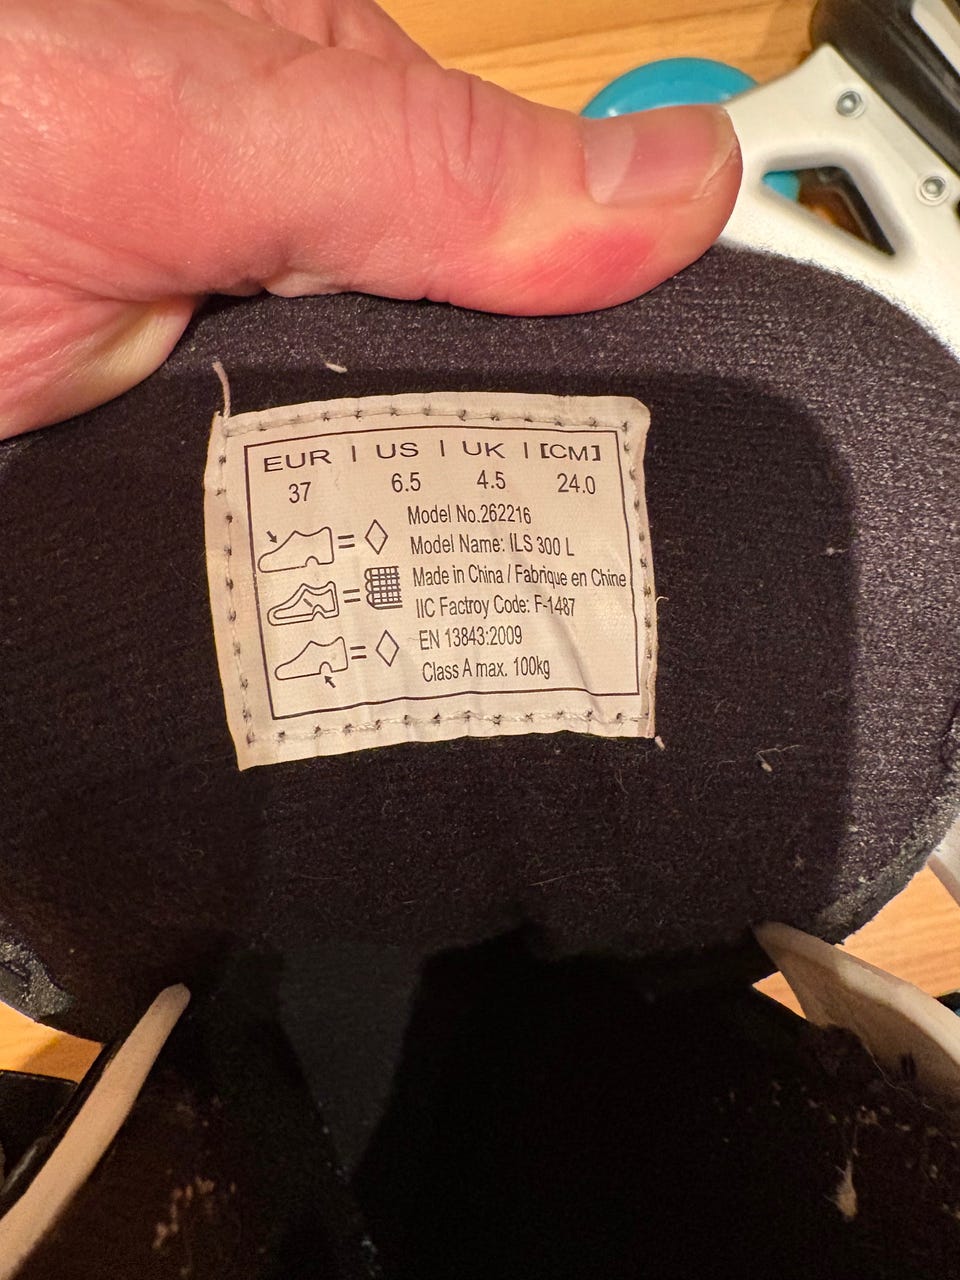 EUR | US | UK | [CM]
37 6.5 4.5 24.0
Model No.262216
Model Name: ILS 300 L
Made in China / Fabrique en Chine
IIC Factroy Code: F-1487
EN 13843:2009
Class A max. 100kg